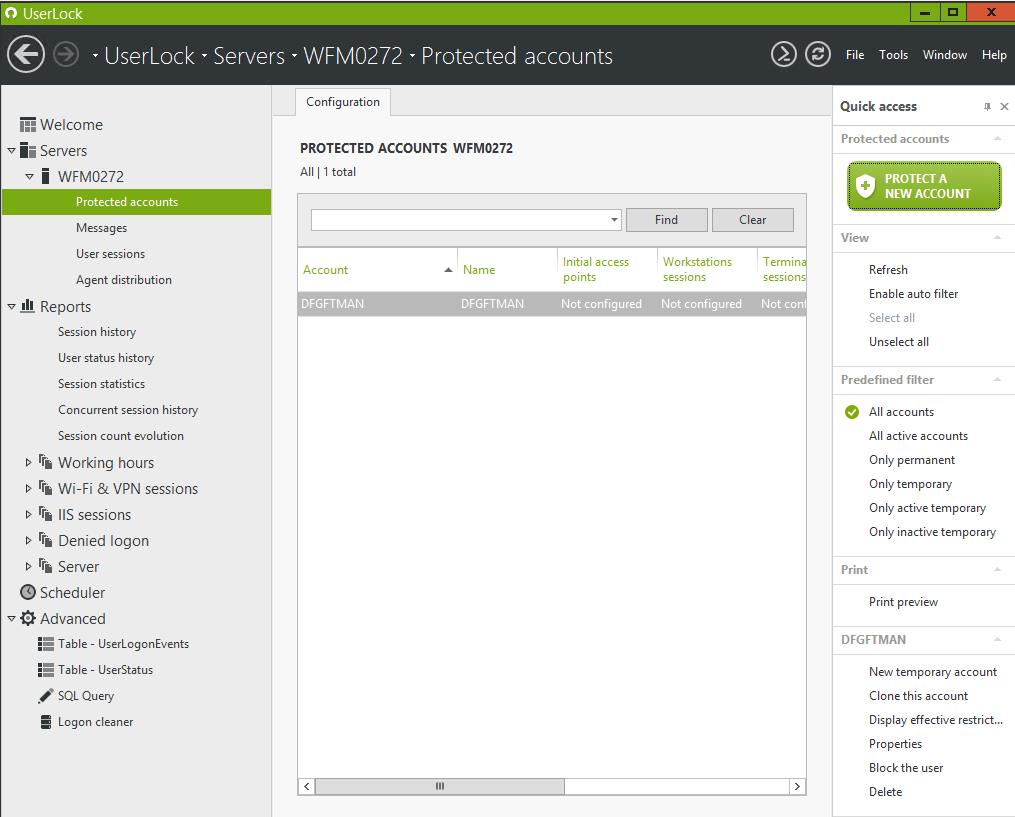 UserLock
UserLock · Servers · WFM0272 · Protected accounts
File Tools Window Help
Welcome
Servers
WFM0272
Protected accounts
Messages
User sessions
Agent distribution
Reports
Session history
User status history
Session statistics
Concurrent session history
Session count evolution
Working hours
Wi-Fi & VPN sessions
IIS sessions
Denied logon
Server
Scheduler
Advanced
Table - UserLogonEvents
Table - UserStatus
SQL Query
Logon cleaner
Configuration
PROTECTED ACCOUNTS WFM0272
All | 1 total
Find Clear
Account Name Initial access points Workstations sessions Termina sessions
DFGFTMAN DFGFTMAN Not configured Not configured Not conf
Quick access
Protected accounts
PROTECT A
NEW ACCOUNT
View
Refresh
Enable auto filter
Select all
Unselect all
Predefined filter
All accounts
All active accounts
Only permanent
Only temporary
Only active temporary
Only inactive temporary
Print
Print preview
DFGFTMAN
New temporary account
Clone this account
Display effective restrict...
Properties
Block the user
Delete